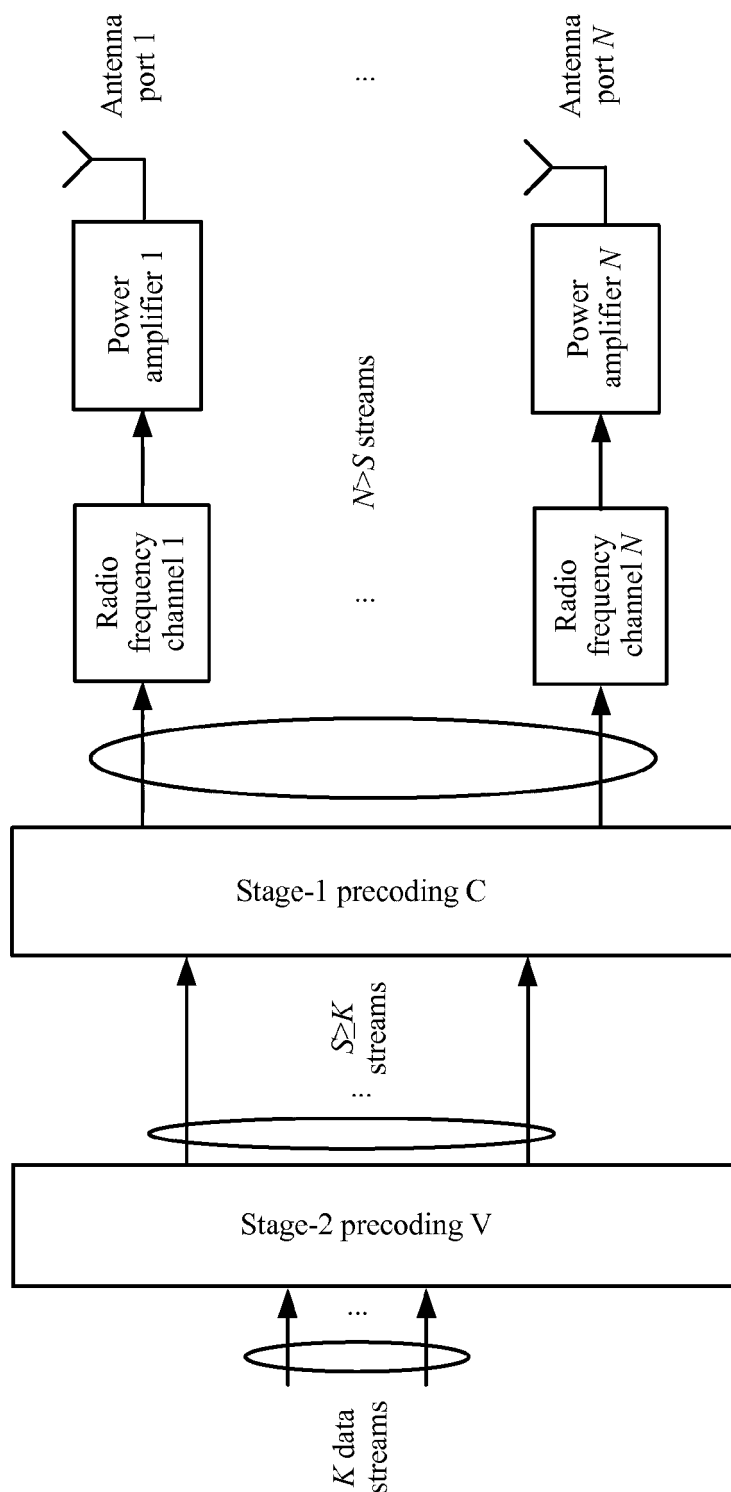 K data
streams
...
Stage-2 precoding V
S≥K
streams
...
Stage-1 precoding C
Radio
frequency
channel 1
...
Radio
frequency
channel N
N>S streams
Power
amplifier 1
Power
amplifier N
Antenna
port 1
...
Antenna
port N